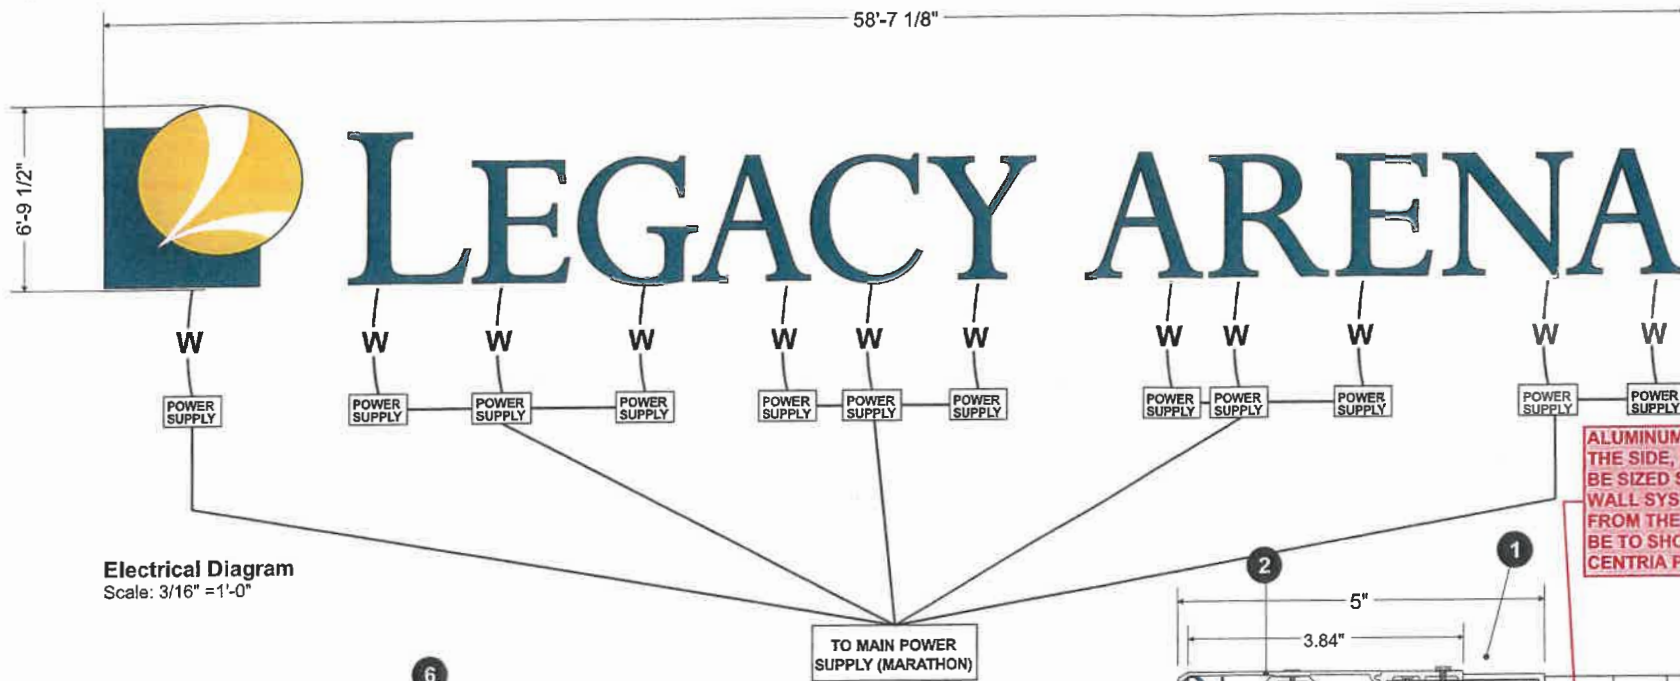 58'-7 1/8"
6'-9 1/2"
LEGACY ARENA
W W W W W W W W W W W W
POWER SUPPLY
POWER SUPPLY
POWER SUPPLY
POWER SUPPLY
POWER SUPPLY
POWER SUPPLY
POWER SUPPLY
POWER SUPPLY
POWER SUPPLY
POWER SUPPLY
POWER SUPPLY
POWER SUPPLY
ALUMINUM
THE SIDE,
BE SIZED S
WALL SYS
FROM THE
BE TO SHO
CENTRIA P
Electrical Diagram
Scale: 3/16" =1'-0"
2
1
5"
3.84"
TO MAIN POWER
SUPPLY (MARATHON)
6